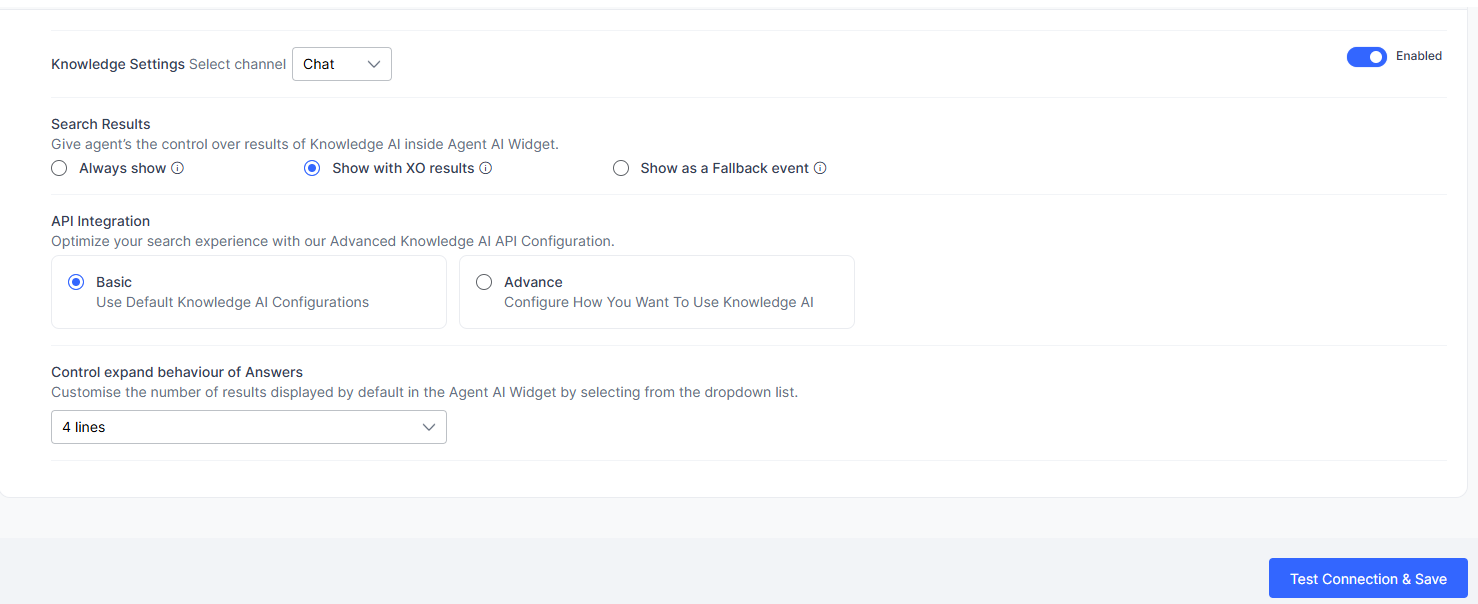 Knowledge Settings Select channel Chat Enabled
Search Results
Give agent’s the control over results of Knowledge AI inside Agent AI Widget.
Always show Show with XO results Show as a Fallback event
API Integration
Optimize your search experience with our Advanced Knowledge AI API Configuration.
Basic
Use Default Knowledge AI Configurations
Advance
Configure How You Want To Use Knowledge AI
Control expand behaviour of Answers
Customise the number of results displayed by default in the Agent AI Widget by selecting from the dropdown list.
4 lines
Test Connection & Save